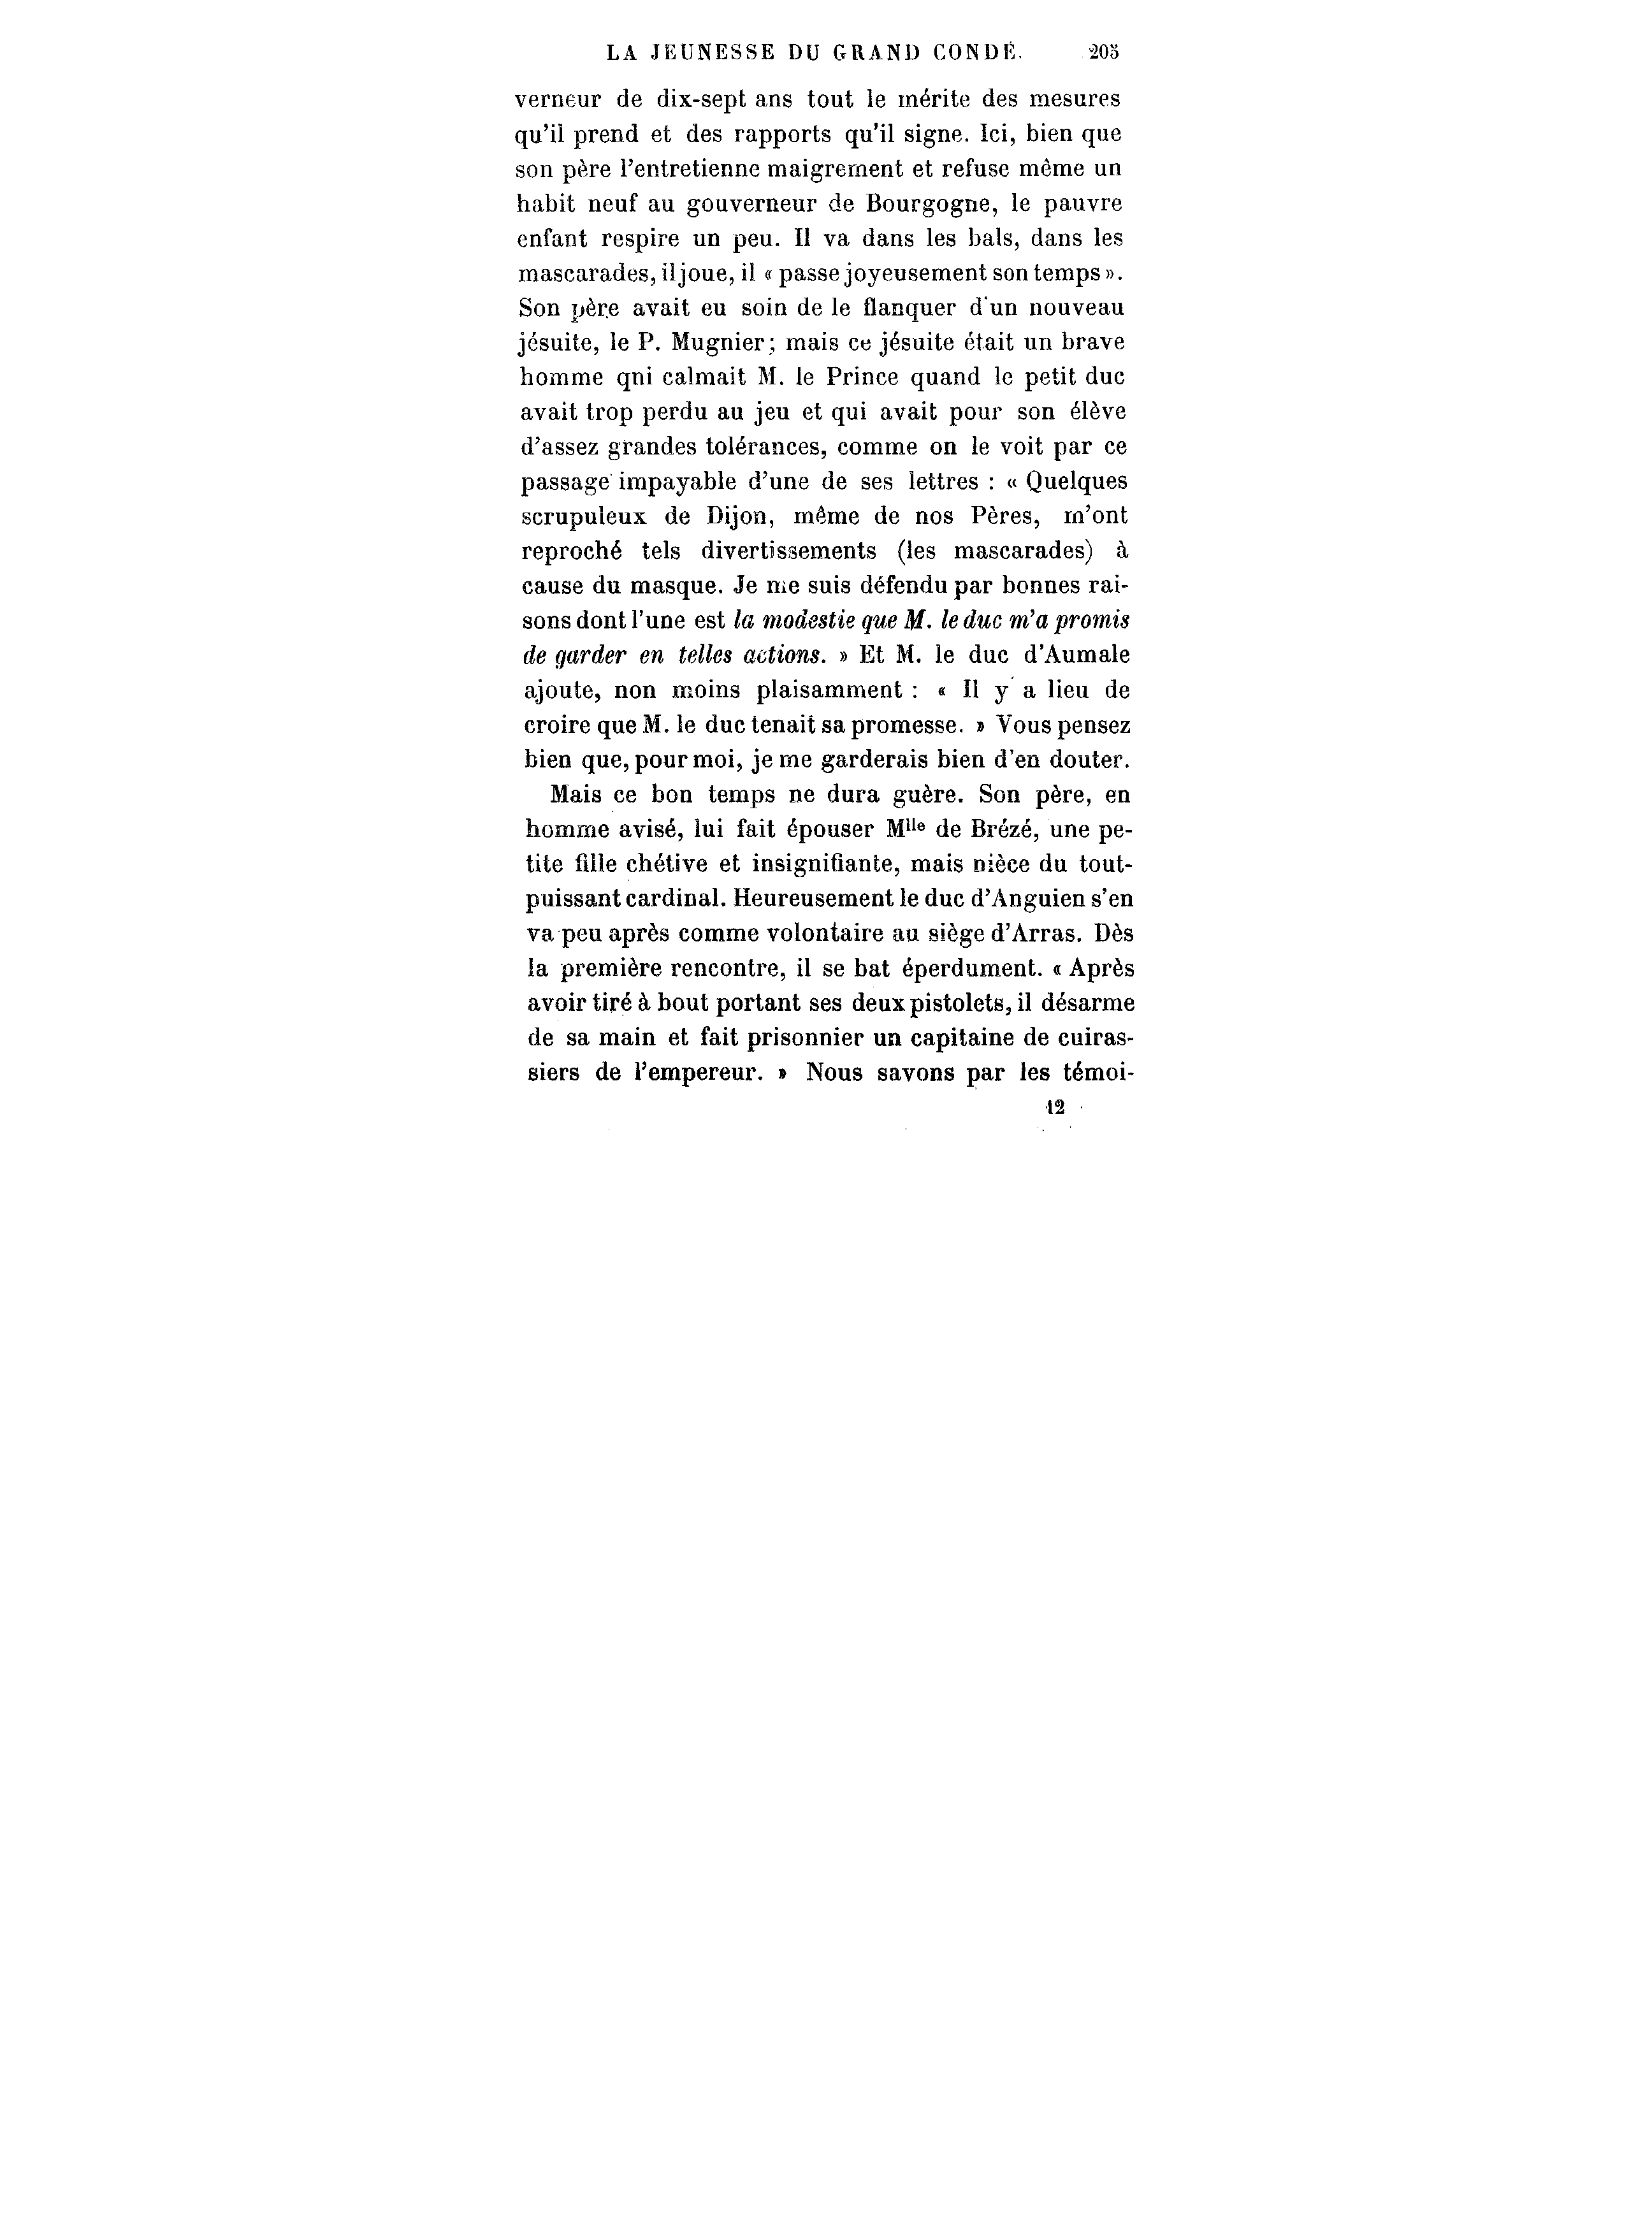 LA JEUNESSE DU GRAND CONDÉ. 205
verneur de dix-sept ans tout le mérite des mesures
qu'il prend et des rapports qu'il signe. Ici, bien que
son père l'entretienne maigrement et refuse même un
habit neuf au gouverneur de Bourgogne, le pauvre
enfant respire un peu. Il va dans les bals, dans les
mascarades, il joue, il « passe joyeusement son temps ».
Son père avait eu soin de le flanquer d'un nouveau
jésuite, le P. Mugnier; mais ce jésuite était un brave
homme qni calmait M. le Prince quand le petit duc
avait trop perdu au jeu et qui avait pour son élève
d'assez grandes tolérances, comme on le voit par ce
passage impayable d'une de ses lettres : « Quelques
scrupuleux de Dijon, même de nos Pères, m'ont
reproché tels divertissements (les mascarades) à
cause du masque. Je me suis défendu par bonnes rai-
sons dont l'une est la modestie que M. le duc m'a promis
de garder en telles actions. » Et M. le duc d'Aumale
ajoute, non moins plaisamment : « Il y a lieu de
croire que M. le duc tenait sa promesse. » Vous pensez
bien que, pour moi, je me garderais bien d'en douter.
Mais ce bon temps ne dura guère. Son père, en
homme avisé, lui fait épouser Mlle de Brézé, une pe-
tite fille chétive et insignifiante, mais nièce du tout-
puissant cardinal. Heureusement le duc d'Anguien s'en
va peu après comme volontaire au siège d'Arras. Dès
la première rencontre, il se bat éperdument. « Après
avoir tiré à bout portant ses deux pistolets, il désarme
de sa main et fait prisonnier un capitaine de cuiras-
siers de l'empereur. » Nous savons par les témoi-
12